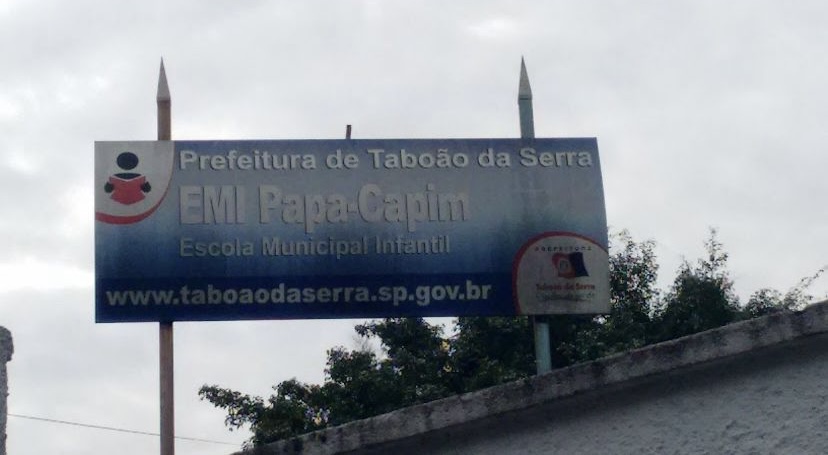 Prefeitura de Taboão da Serra
EMI Papa-Capim
Escola Municipal Infantil
www.taboaodaserra.sp.gov.br
PREFEITURA
Taboão da Serra